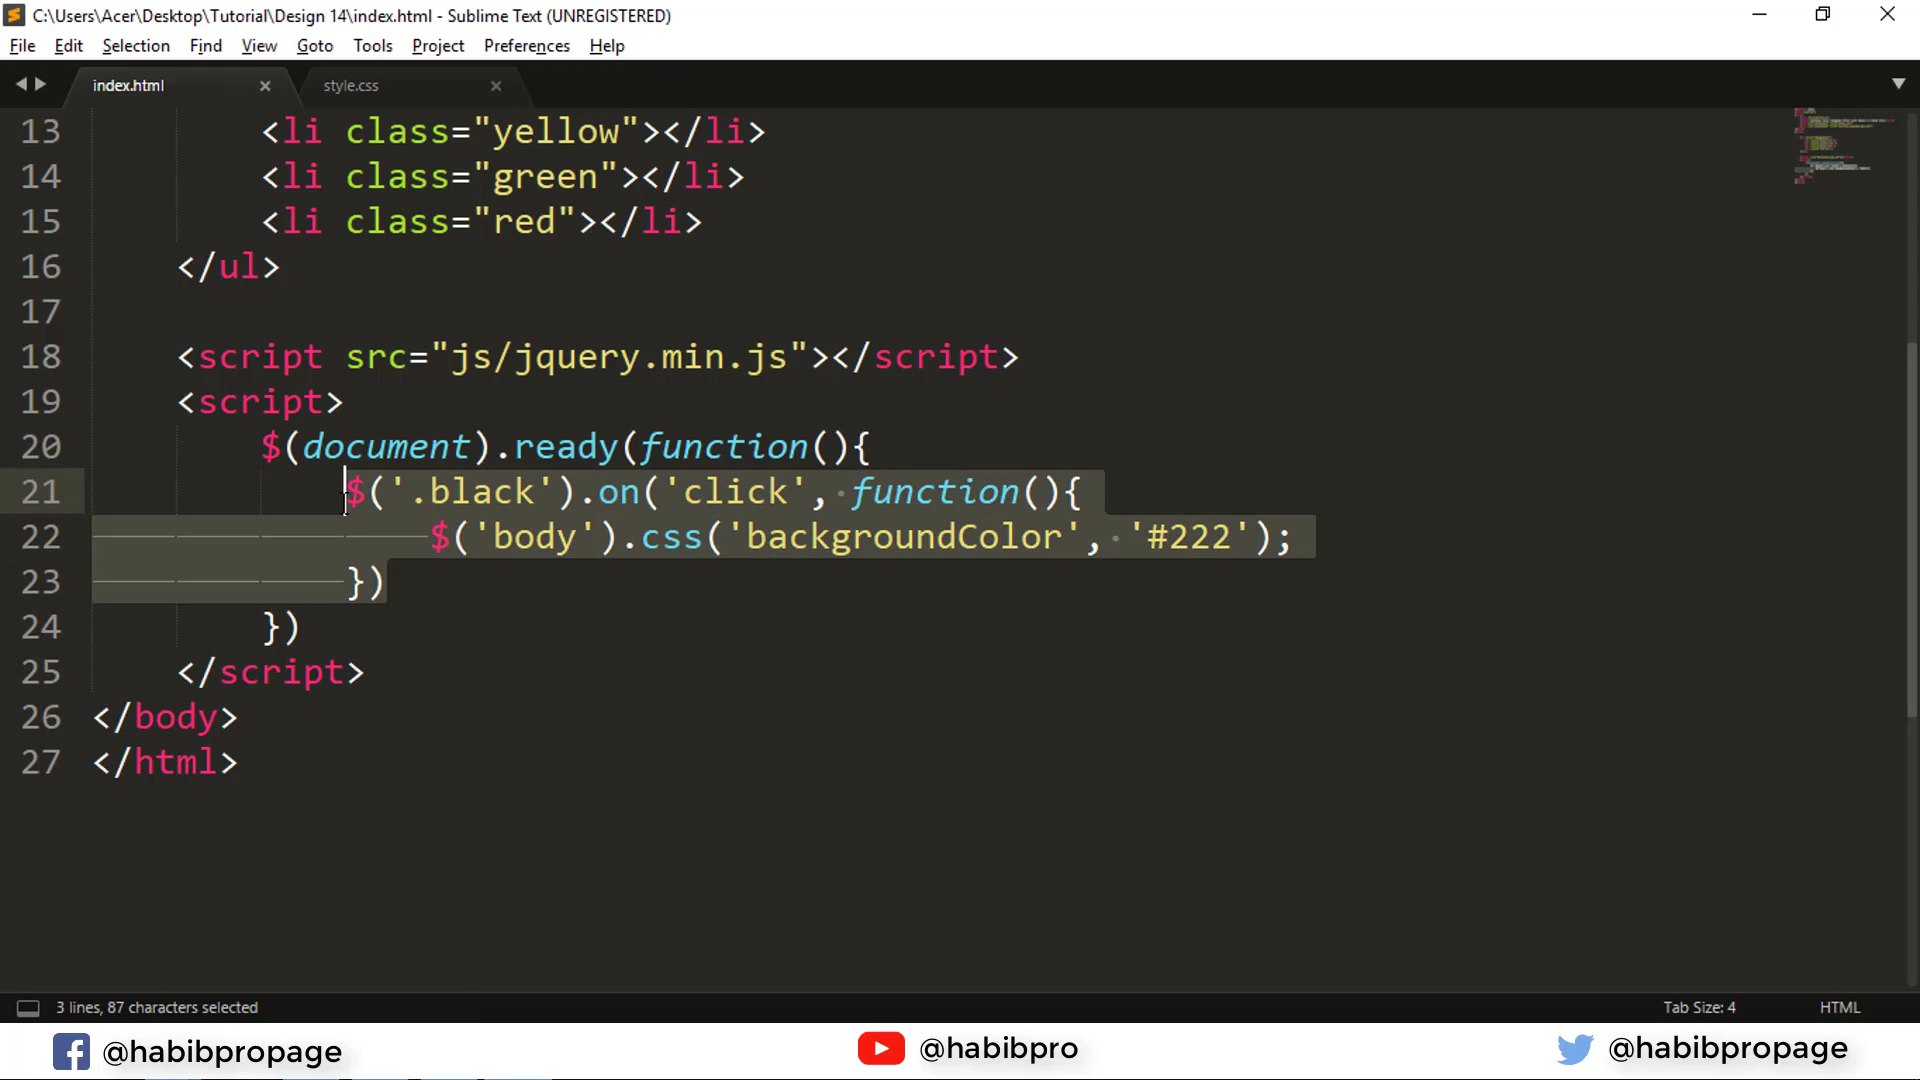 C:\Users\Acer\Desktop\Tutorial\Design 14\index.html - Sublime Text (UNREGISTERED)
File Edit Selection Find View Goto Tools Project Preferences Help
index.html style.css
13 <li class="yellow"></li>
14 <li class="green"></li>
15 <li class="red"></li>
16 </ul>
17
18 <script src="js/jquery.min.js"></script>
19 <script>
20 $(document).ready(function(){
21 $('.black').on('click', function(){
22 $('body').css('backgroundColor', '#222');
23 })
24 })
25 </script>
26 </body>
27 </html>
3 lines, 87 characters selected Tab Size: 4 HTML
@habibpropage @habibpro @habibpropage